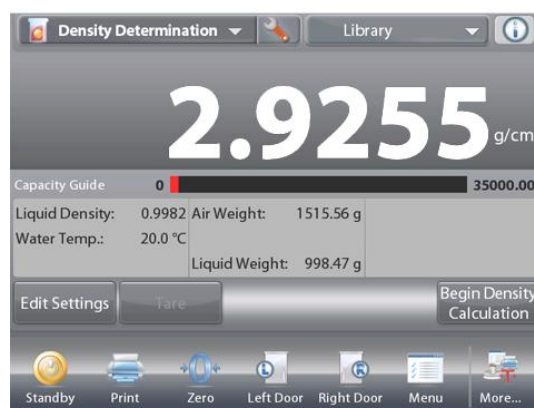 Density Determination Library
2.9255 g/cm
Capacity Guide 0 35000.00
Liquid Density: 0.9982 Air Weight: 1515.56 g
Water Temp.: 20.0 °C
Liquid Weight: 998.47 g
Edit Settings Tare Begin Density
Calculation
Standby Print Zero Left Door Right Door Menu More...